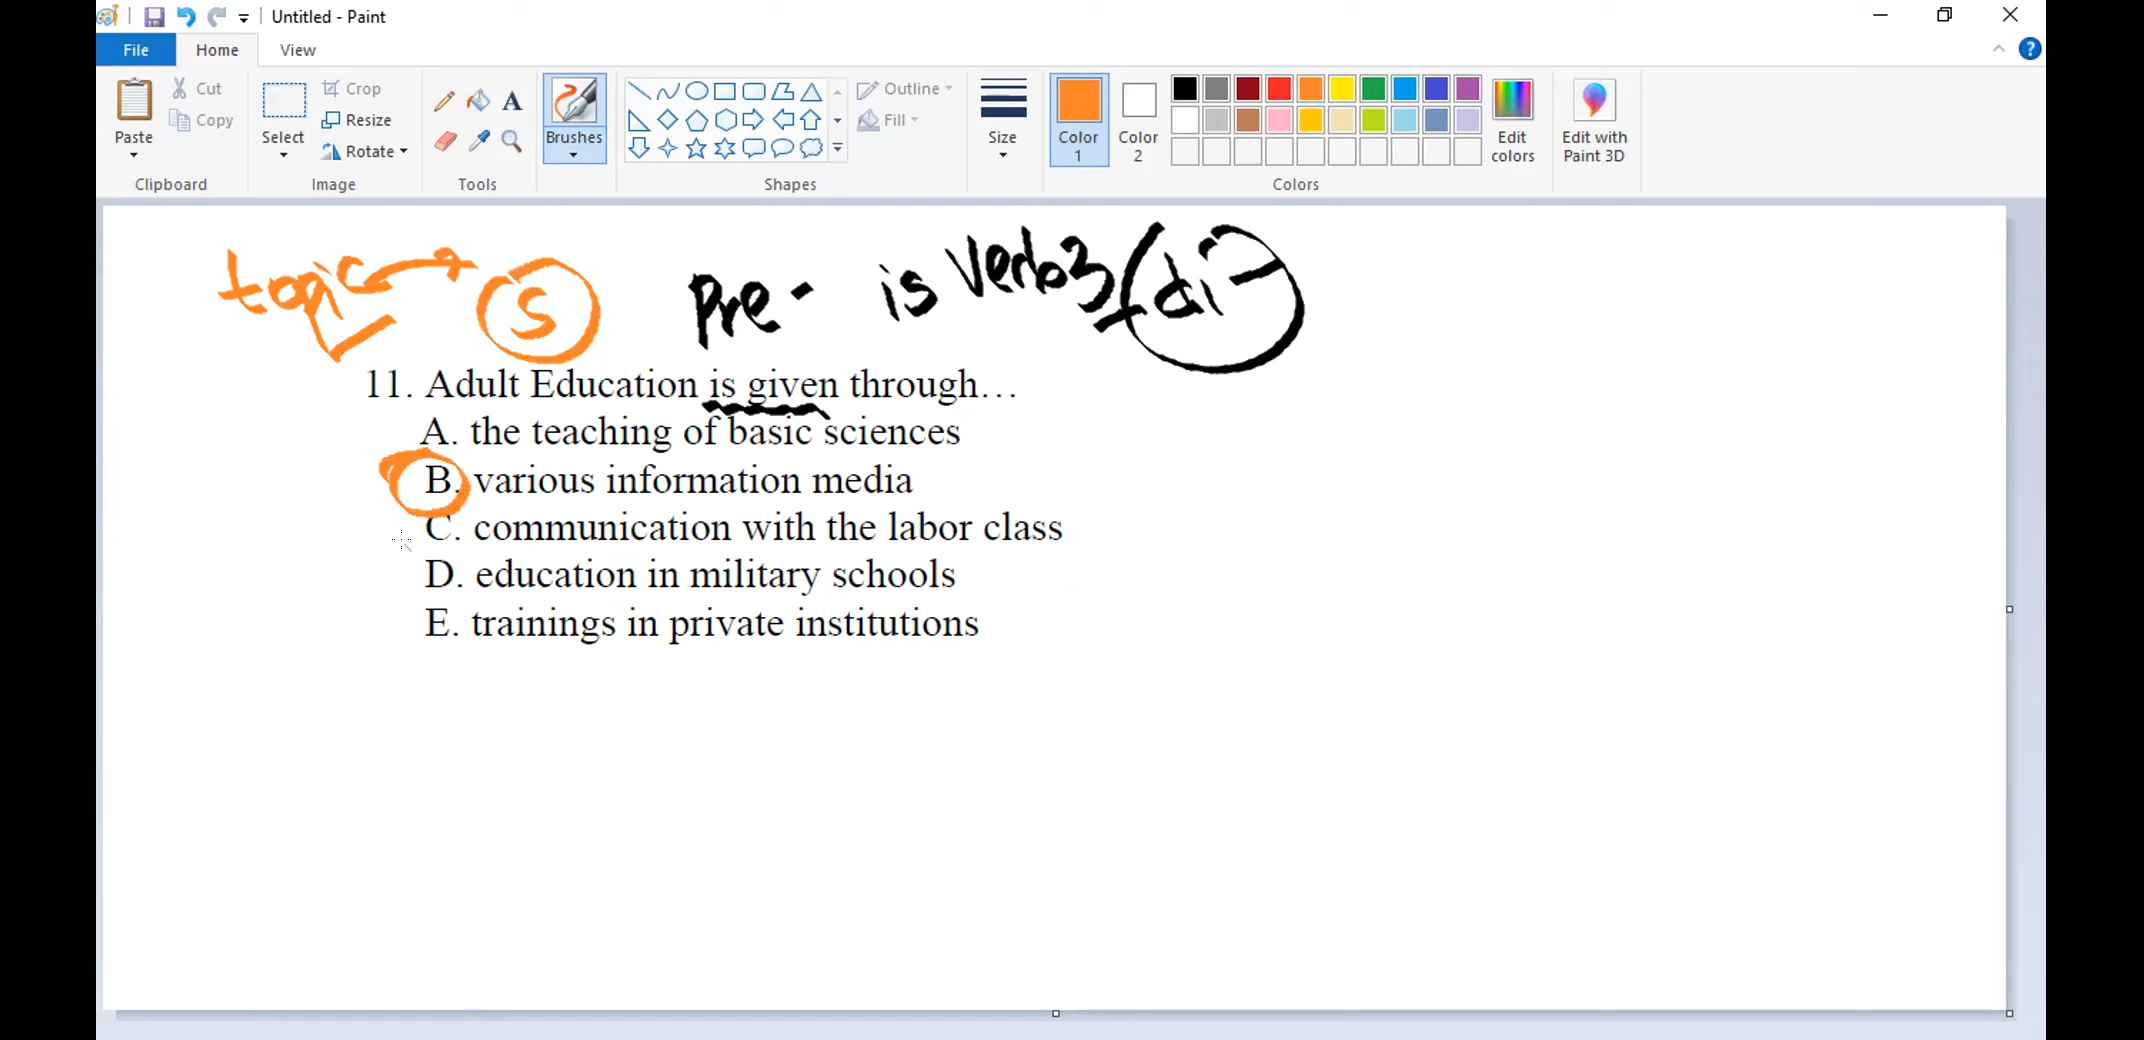 Untitled - Paint
File Home View
Paste Cut Copy Select Crop Resize Rotate A Brushes Outline Fill Size Color 1 Color 2 Edit colors Edit with Paint 3D
Clipboard Image Tools Shapes Colors
topic S Pre - is Verb3 (di-
11. Adult Education is given through…
A. the teaching of basic sciences
B. various information media
C. communication with the labor class
D. education in military schools
E. trainings in private institutions